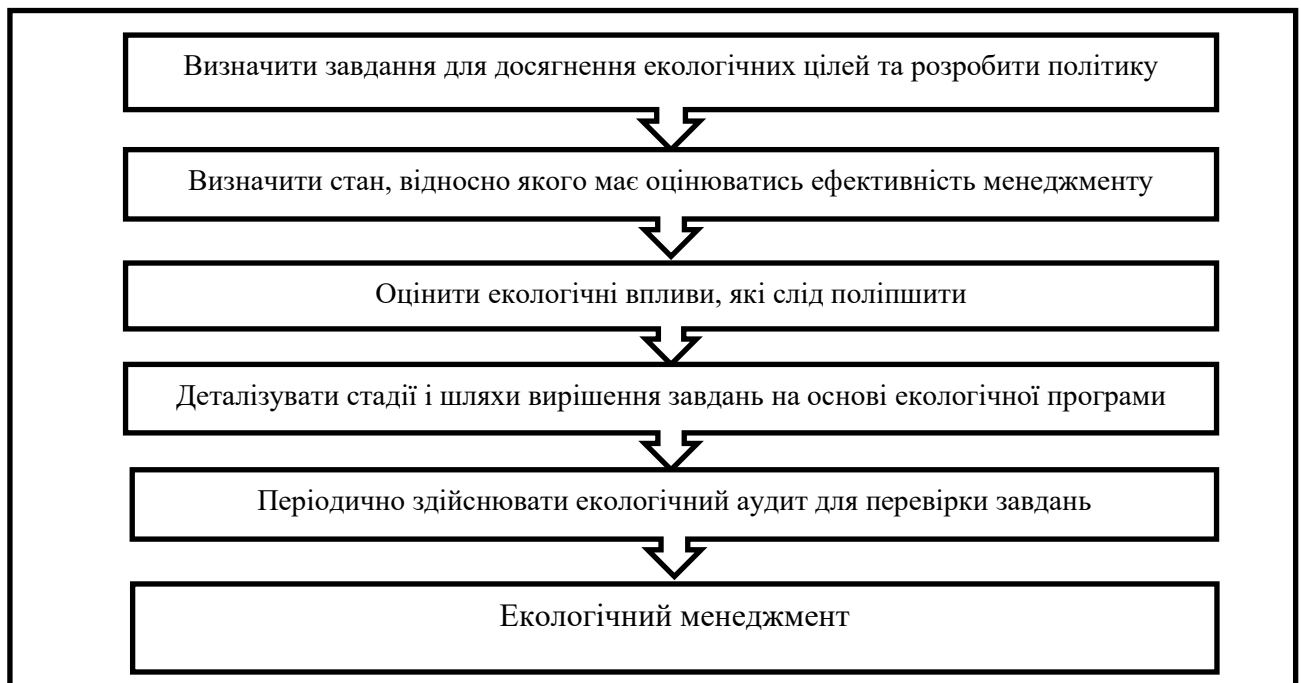 Визначити завдання для досягнення екологічних цілей та розробити політику
Визначити стан, відносно якого має оцінюватись ефективність менеджменту
Оцінити екологічні впливи, які слід поліпшити
Деталізувати стадії і шляхи вирішення завдань на основі екологічної програми
Періодично здійснювати екологічний аудит для перевірки завдань
Екологічний менеджмент